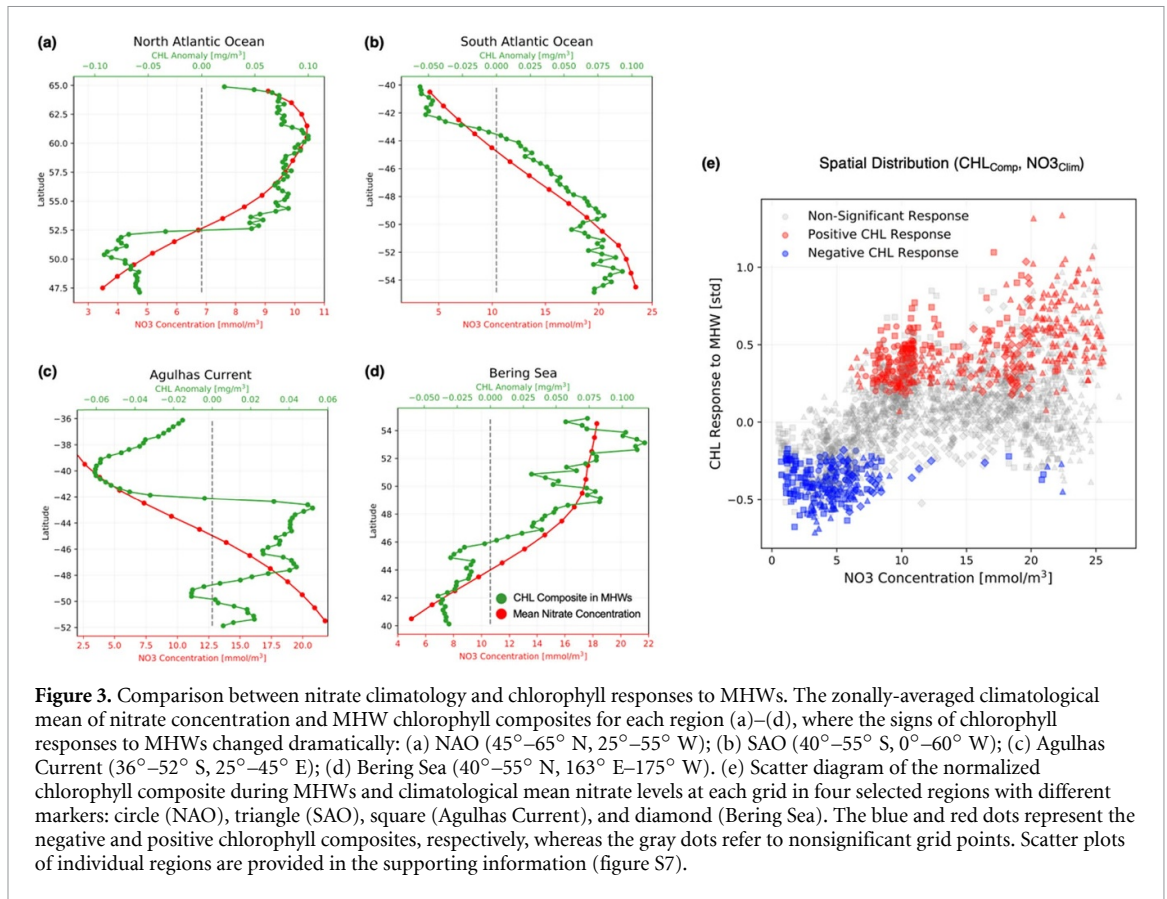 (a)
North Atlantic Ocean
CHL Anomaly [mg/m³]
−0.10 −0.05 0.00 0.05 0.10
65.0
62.5
60.0
57.5
55.0
52.5
50.0
47.5
Latitude
3 4 5 6 7 8 9 10 11
NO3 Concentration [mmol/m³]
(b)
South Atlantic Ocean
CHL Anomaly [mg/m³]
−0.050 −0.025 0.000 0.025 0.050 0.075 0.100
−40
−42
−44
−46
−48
−50
−52
−54
Latitude
5 10 15 20 25
NO3 Concentration [mmol/m³]
(c)
Agulhas Current
CHL Anomaly [mg/m³]
−0.06 −0.04 −0.02 0.00 0.02 0.04 0.06
−36
−38
−40
−42
−44
−46
−48
−50
−52
Latitude
2.5 5.0 7.5 10.0 12.5 15.0 17.5 20.0
NO3 Concentration [mmol/m³]
(d)
Bering Sea
CHL Anomaly [mg/m³]
−0.050 −0.025 0.000 0.025 0.050 0.075 0.100
54
52
50
48
46
44
42
40
Latitude
CHL Composite in MHWs
Mean Nitrate Concentration
4 6 8 10 12 14 16 18 20 22
NO3 Concentration [mmol/m³]
(e)
Spatial Distribution (CHL_Comp, NO3_Clim)
Non-Significant Response
Positive CHL Response
Negative CHL Response
1.0
0.5
0.0
−0.5
CHL Response to MHW [std]
0 5 10 15 20 25
NO3 Concentration [mmol/m³]
Figure 3. Comparison between nitrate climatology and chlorophyll responses to MHWs. The zonally-averaged climatological
mean of nitrate concentration and MHW chlorophyll composites for each region (a)–(d), where the signs of chlorophyll
responses to MHWs changed dramatically: (a) NAO (45°–65° N, 25°–55° W); (b) SAO (40°–55° S, 0°–60° W); (c) Agulhas
Current (36°–52° S, 25°–45° E); (d) Bering Sea (40°–55° N, 163° E–175° W). (e) Scatter diagram of the normalized
chlorophyll composite during MHWs and climatological mean nitrate levels at each grid in four selected regions with different
markers: circle (NAO), triangle (SAO), square (Agulhas Current), and diamond (Bering Sea). The blue and red dots represent the
negative and positive chlorophyll composites, respectively, whereas the gray dots refer to nonsignificant grid points. Scatter plots
of individual regions are provided in the supporting information (figure S7).